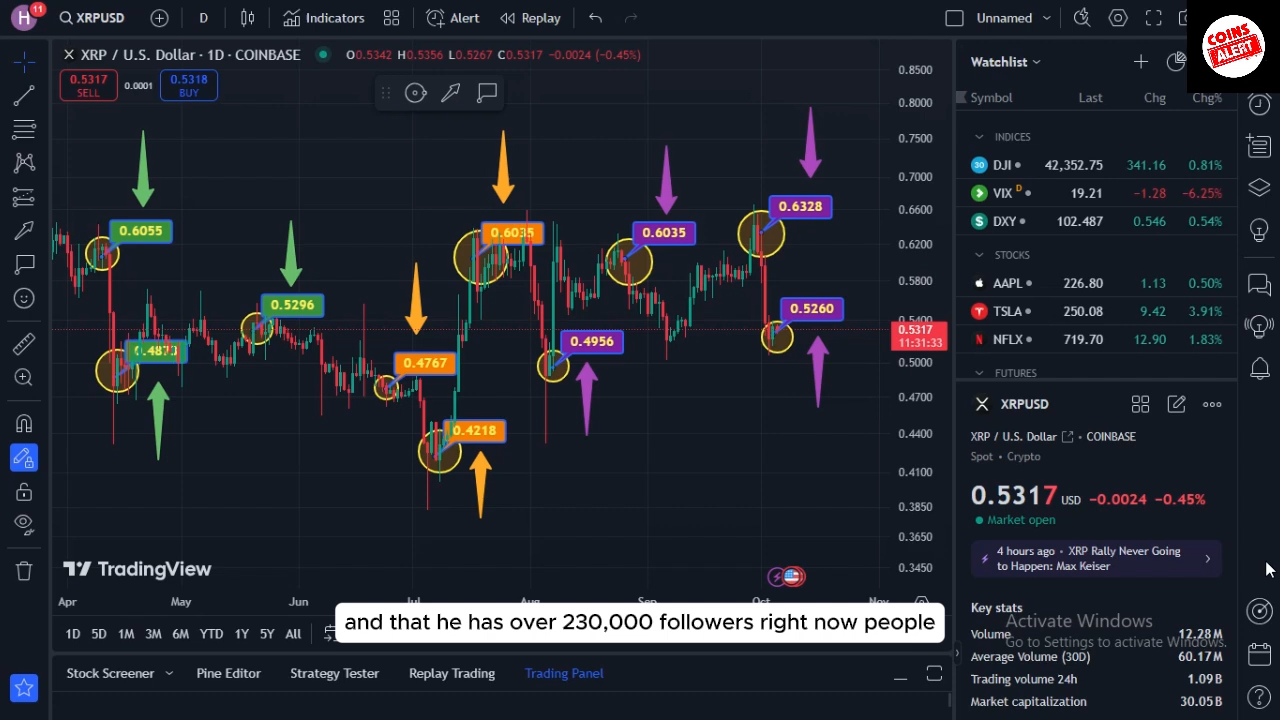 H
11
XRPUSD
D
Indicators
Alert
Replay
Unnamed
COINS
ALERT
XRP / U.S. Dollar · 1D · COINBASE
O0.5342 H0.5356 L0.5267 C0.5317 -0.0024 (-0.45%)
0.5317
SELL
0.0001
0.5318
BUY
0.8500
0.8000
0.7500
0.7000
0.6600
0.6200
0.5800
0.5400
0.5317
11:31:33
0.5000
0.4700
0.4400
0.4100
0.3850
0.3650
0.3450
0.6055
0.5296
0.4767
0.4218
0.6035
0.4956
0.6035
0.6328
0.5260
TradingView
Apr
May
Jun
Aug
Sep
Oct
Nov
and that he has over 230,000 followers right now people
1D 5D 1M 3M 6M YTD 1Y 5Y All
Stock Screener
Pine Editor
Strategy Tester
Replay Trading
Trading Panel
Watchlist
Symbol Last Chg Chg%
INDICES
30 DJI 42,352.75 341.16 0.81%
VIX D 19.21 -1.28 -6.25%
$ DXY 102.487 0.546 0.54%
STOCKS
AAPL 226.80 1.13 0.50%
TSLA 250.08 9.42 3.91%
NFLX 719.70 12.90 1.83%
FUTURES
XRPUSD
XRP / U.S. Dollar · COINBASE
Spot · Crypto
0.5317 USD -0.0024 -0.45%
Market open
4 hours ago · XRP Rally Never Going
to Happen: Max Keiser
Key stats
Activate Windows
Go to Settings to activate Windows.
Volume 12.28M
Average Volume (30D) 60.17M
Trading volume 24h 1.09B
Market capitalization 30.05B